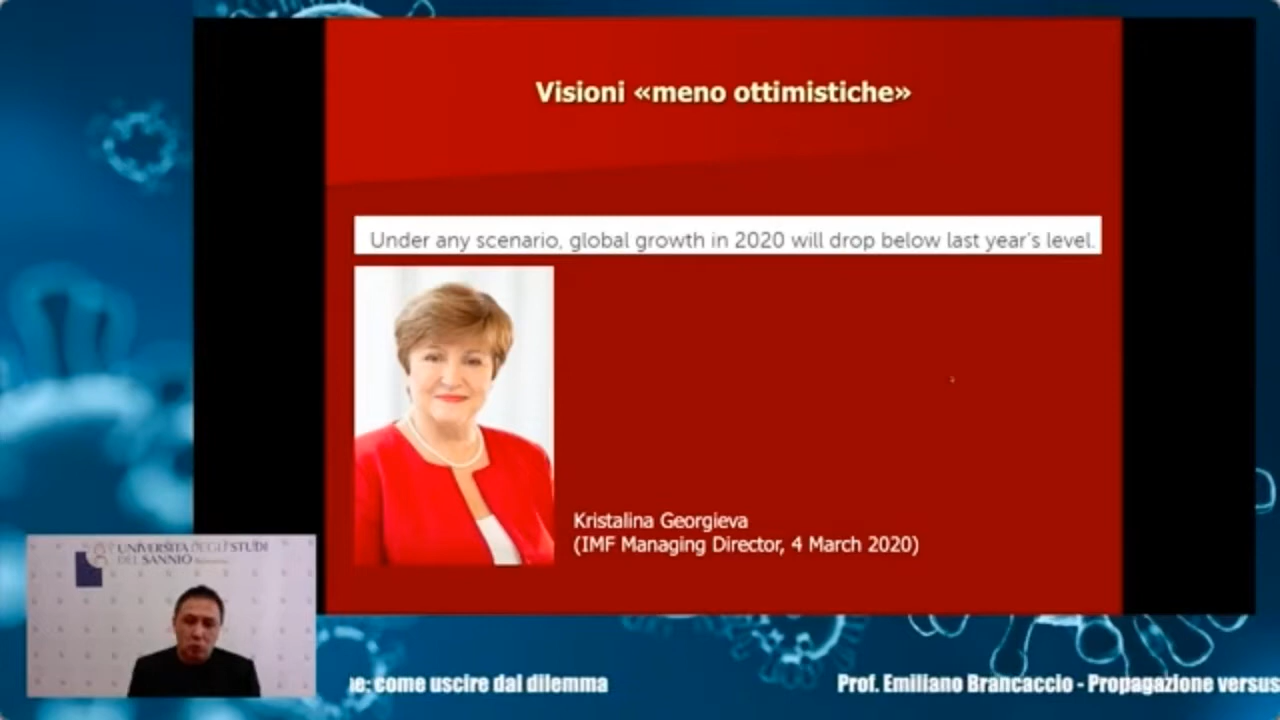 Visioni «meno ottimistiche»
Under any scenario, global growth in 2020 will drop below last year's level.
Kristalina Georgieva
(IMF Managing Director, 4 March 2020)
UNIVERSITÀ DEGLI STUDI
DEL SANNIO Benevento
e: come uscire dal dilemma
Prof. Emiliano Brancaccio - Propagazione versus